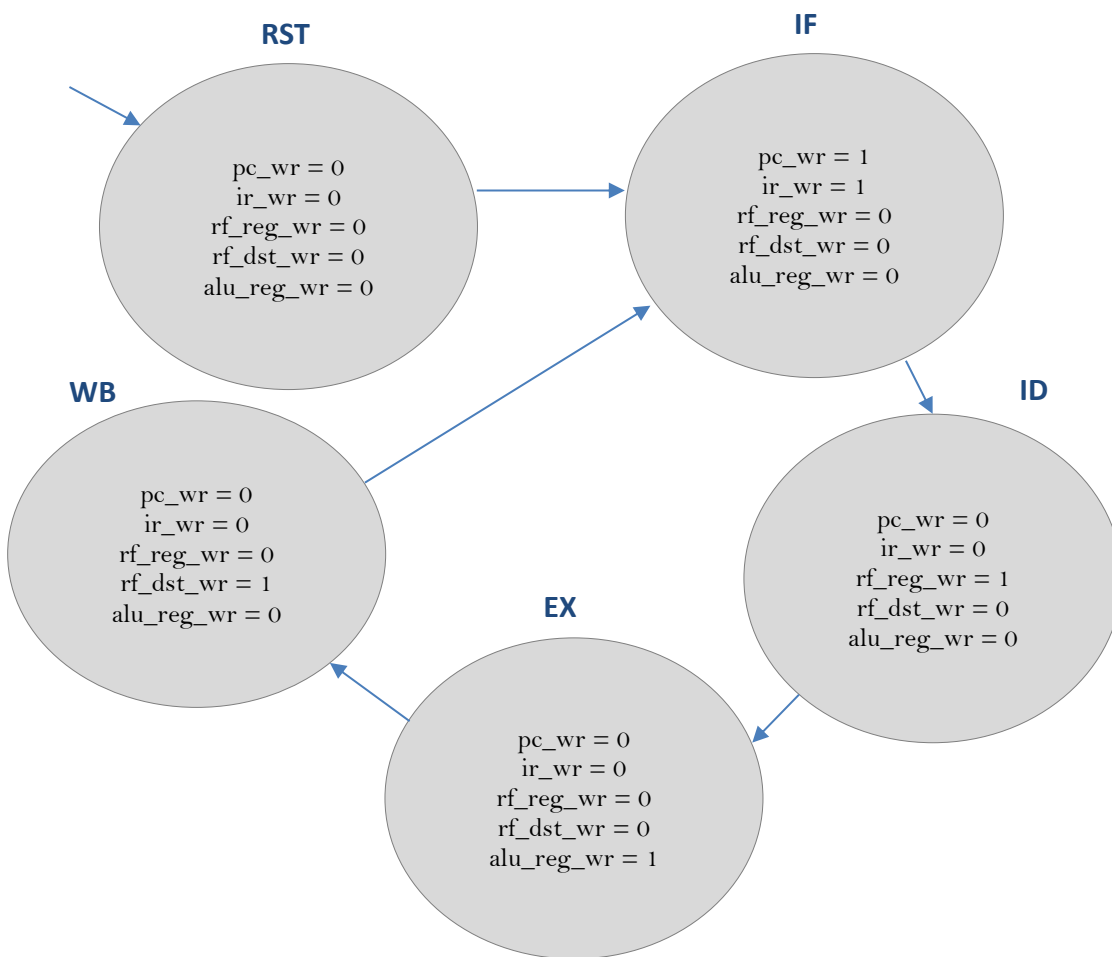 RST
pc_wr = 0
ir_wr = 0
rf_reg_wr = 0
rf_dst_wr = 0
alu_reg_wr = 0
IF
pc_wr = 1
ir_wr = 1
rf_reg_wr = 0
rf_dst_wr = 0
alu_reg_wr = 0
ID
pc_wr = 0
ir_wr = 0
rf_reg_wr = 1
rf_dst_wr = 0
alu_reg_wr = 0
EX
pc_wr = 0
ir_wr = 0
rf_reg_wr = 0
rf_dst_wr = 0
alu_reg_wr = 1
WB
pc_wr = 0
ir_wr = 0
rf_reg_wr = 0
rf_dst_wr = 1
alu_reg_wr = 0